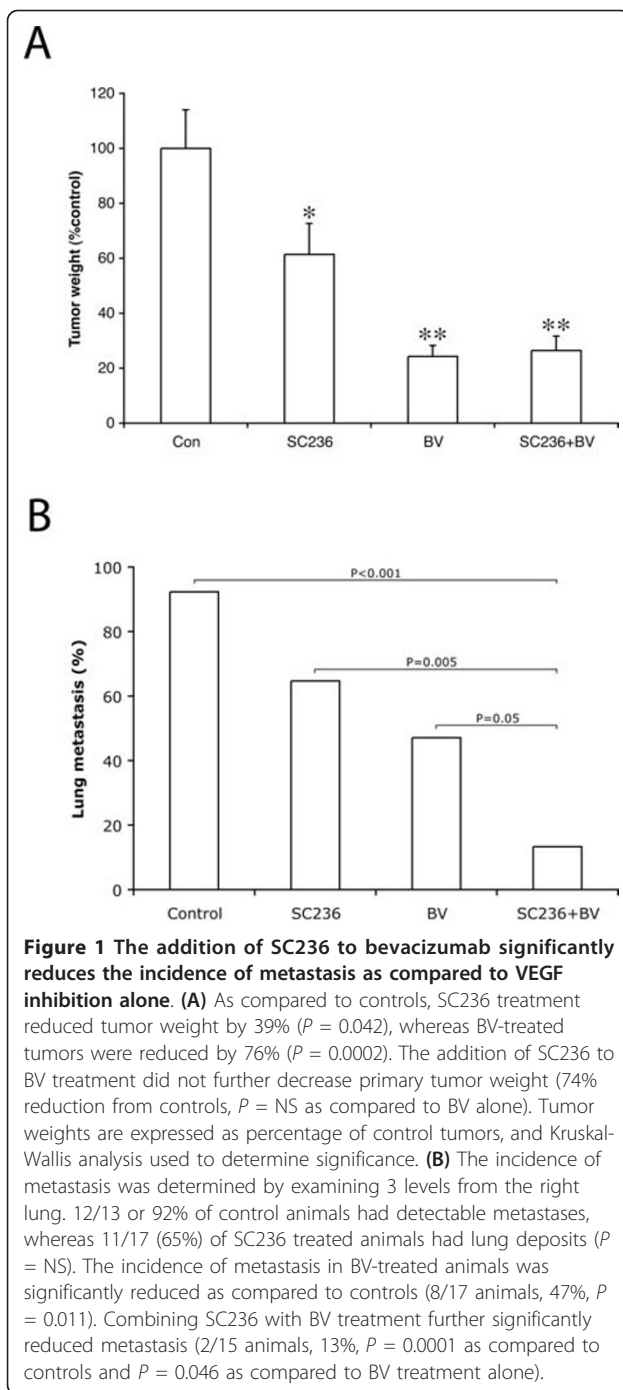 A
120
100
80
60
40
20
0
Tumor weight (%control)
*
**
**
Con SC236 BV SC236+BV
B
100
80
60
40
20
0
Lung metastasis (%)
P<0.001
P=0.005
P=0.05
Control SC236 BV SC236+BV
Figure 1 The addition of SC236 to bevacizumab significantly
reduces the incidence of metastasis as compared to VEGF
inhibition alone. (A) As compared to controls, SC236 treatment
reduced tumor weight by 39% (P = 0.042), whereas BV-treated
tumors were reduced by 76% (P = 0.0002). The addition of SC236 to
BV treatment did not further decrease primary tumor weight (74%
reduction from controls, P = NS as compared to BV alone). Tumor
weights are expressed as percentage of control tumors, and Kruskal-
Wallis analysis used to determine significance. (B) The incidence of
metastasis was determined by examining 3 levels from the right
lung. 12/13 or 92% of control animals had detectable metastases,
whereas 11/17 (65%) of SC236 treated animals had lung deposits (P
= NS). The incidence of metastasis in BV-treated animals was
significantly reduced as compared to controls (8/17 animals, 47%, P
= 0.011). Combining SC236 with BV treatment further significantly
reduced metastasis (2/15 animals, 13%, P = 0.0001 as compared to
controls and P = 0.046 as compared to BV treatment alone).